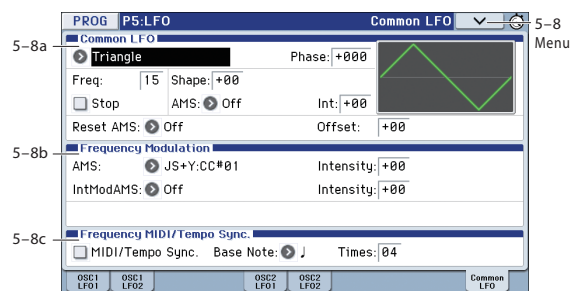 PROG P5:LFO Common LFO 5–8
Menu
5–8a Common LFO
Triangle Phase: +000
Freq: 15 Shape: +00
Stop AMS: Off Int: +00
Reset AMS: Off Offset: +00
5–8b Frequency Modulation
AMS: JS+Y:CC#01 Intensity: +00
IntModAMS: Off Intensity: +00
5–8c Frequency MIDI/Tempo Sync.
MIDI/Tempo Sync. Base Note: ♩ Times: 04
OSC1 LFO1 OSC1 LFO2 OSC2 LFO1 OSC2 LFO2 Common LFO